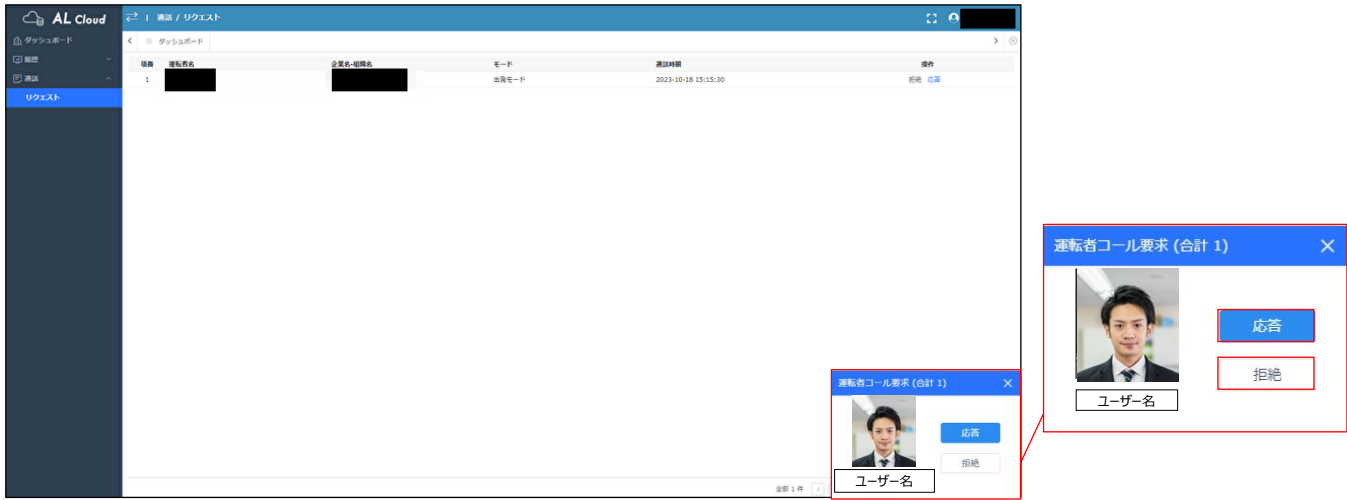 AL Cloud
通話 / リクエスト
ダッシュボード
履歴
通話
リクエスト
ダッシュボード
項番 運転者名 企業名-組織名 モード 通話時間 操作
1 出発モード 2023-10-18 15:15:30 拒絶 応答
運転者コール要求 (合計 1)
応答
拒絶
ユーザー名
全部 1 件
運転者コール要求 (合計 1)
応答
拒絶
ユーザー名